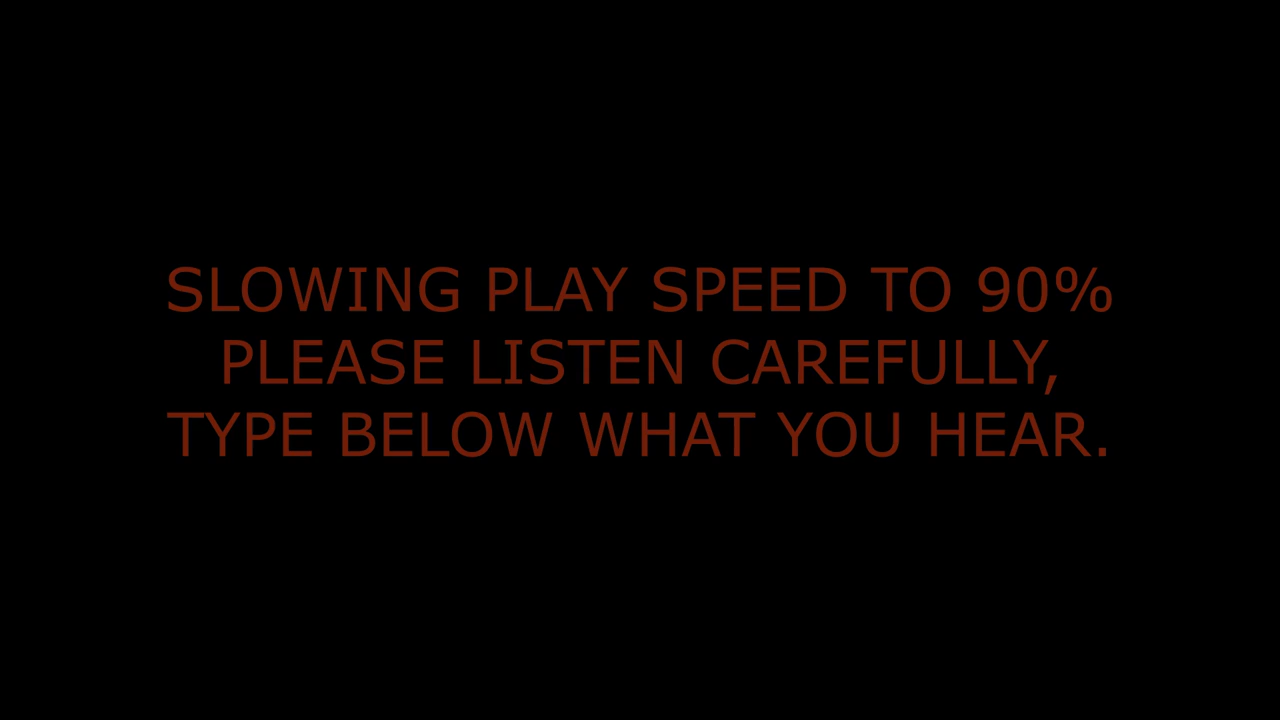 SLOWING PLAY SPEED TO 90%
PLEASE LISTEN CAREFULLY,
TYPE BELOW WHAT YOU HEAR.